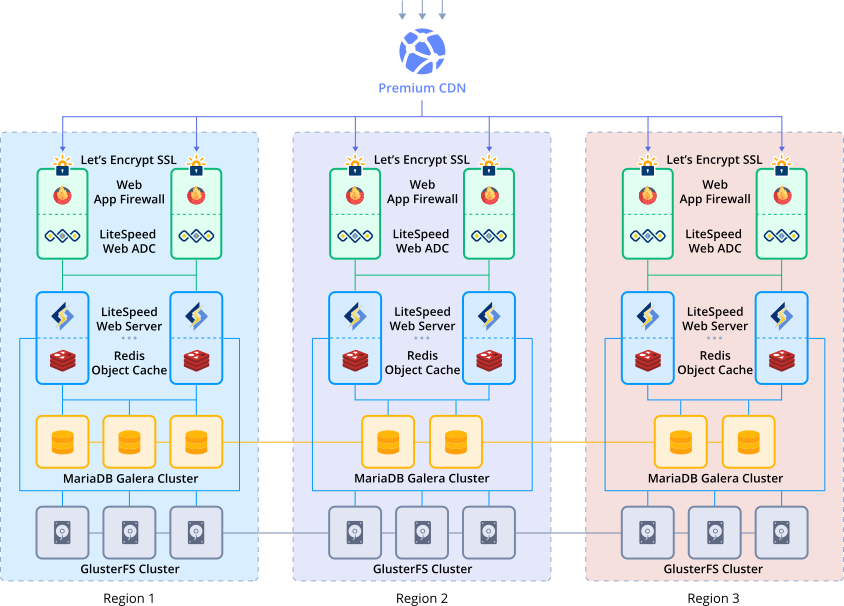 Premium CDN
Let's Encrypt SSL
Web
App Firewall
LiteSpeed
Web ADC
LiteSpeed
Web Server
Redis
Object Cache
MariaDB Galera Cluster
GlusterFS Cluster
Region 1
Let's Encrypt SSL
Web
App Firewall
LiteSpeed
Web ADC
LiteSpeed
Web Server
Redis
Object Cache
MariaDB Galera Cluster
GlusterFS Cluster
Region 2
Let's Encrypt SSL
Web
App Firewall
LiteSpeed
Web ADC
LiteSpeed
Web Server
Redis
Object Cache
MariaDB Galera Cluster
GlusterFS Cluster
Region 3